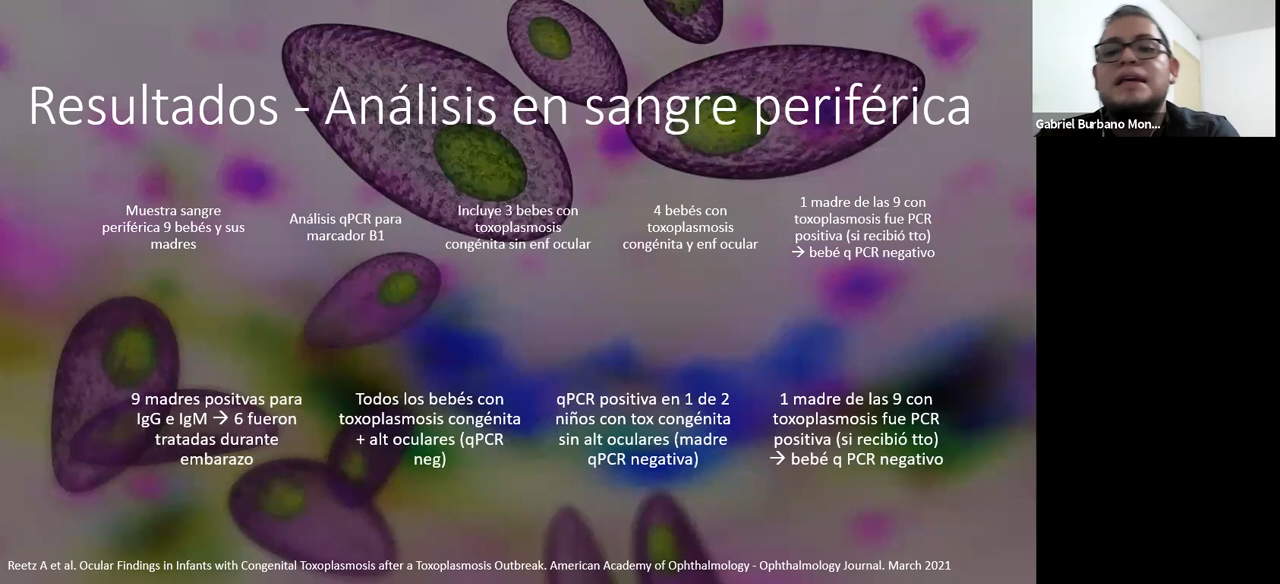 Resultados - Análisis en sangre periférica
Muestra sangre
periférica 9 bebés y sus
madres
Análisis qPCR para
marcador B1
Incluye 3 bebes con
toxoplasmosis
congénita sin enf ocular
4 bebés con
toxoplasmosis
congénita y enf ocular
1 madre de las 9 con
toxoplasmosis fue PCR
positiva (si recibió tto)
→ bebé q PCR negativo
9 madres positvas para
IgG e IgM → 6 fueron
tratadas durante
embarazo
Todos los bebés con
toxoplasmosis congénita
+ alt oculares (qPCR
neg)
qPCR positiva en 1 de 2
niños con tox congénita
sin alt oculares (madre
qPCR negativa)
1 madre de las 9 con
toxoplasmosis fue PCR
positiva (si recibió tto)
→ bebé q PCR negativo
Reetz A et al. Ocular Findings in Infants with Congenital Toxoplasmosis after a Toxoplasmosis Outbreak. American Academy of Ophthalmology - Ophthalmology Journal. March 2021
Gabriel Burbano Mon...